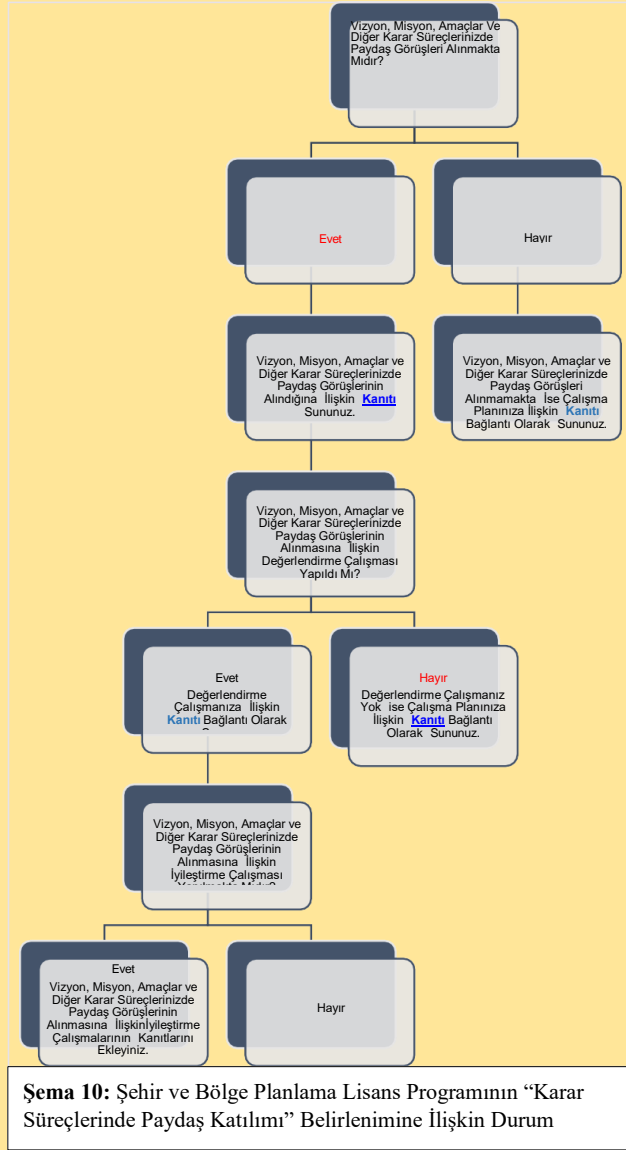 Vizyon, Misyon, Amaçlar Ve
Diğer Karar Süreçlerinizde
Paydaş Görüşleri Alınmakta
Mıdır?
Evet
Hayır
Vizyon, Misyon, Amaçlar ve
Diğer Karar Süreçlerinizde
Paydaş Görüşlerinin
Alındığına İlişkin Kanıtı
Sununuz.
Vizyon, Misyon, Amaçlar ve
Diğer Karar Süreçlerinizde
Paydaş Görüşleri
Alınmamakta İse Çalışma
Planınıza İlişkin Kanıtı
Bağlantı Olarak Sununuz.
Vizyon, Misyon, Amaçlar ve
Diğer Karar Süreçlerinizde
Paydaş Görüşlerinin
Alınmasına İlişkin
Değerlendirme Çalışması
Yapıldı Mı?
Evet
Değerlendirme
Çalışmanıza İlişkin
Kanıtı Bağlantı Olarak
Hayır
Değerlendirme Çalışmanız
Yok ise Çalışma Planınıza
İlişkin Kanıtı Bağlantı
Olarak Sununuz.
Vizyon, Misyon, Amaçlar ve
Diğer Karar Süreçlerinizde
Paydaş Görüşlerinin
Alınmasına İlişkin
İyileştirme Çalışması
Evet
Vizyon, Misyon, Amaçlar ve
Diğer Karar Süreçlerinizde
Paydaş Görüşlerinin
Alınmasına İlişkinİyileştirme
Çalışmalarının Kanıtlarını
Ekleyiniz.
Hayır
Şema 10: Şehir ve Bölge Planlama Lisans Programının “Karar
Süreçlerinde Paydaş Katılımı” Belirlenimine İlişkin Durum